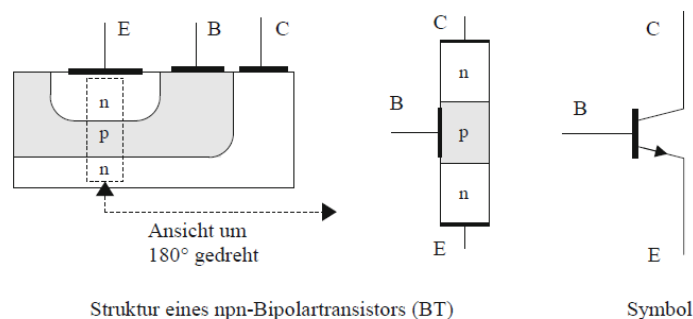 E B C
n
p
n
Ansicht um
180° gedreht
C
n
B
p
n
E
C
B
E
Struktur eines npn-Bipolartransistors (BT)
Symbol